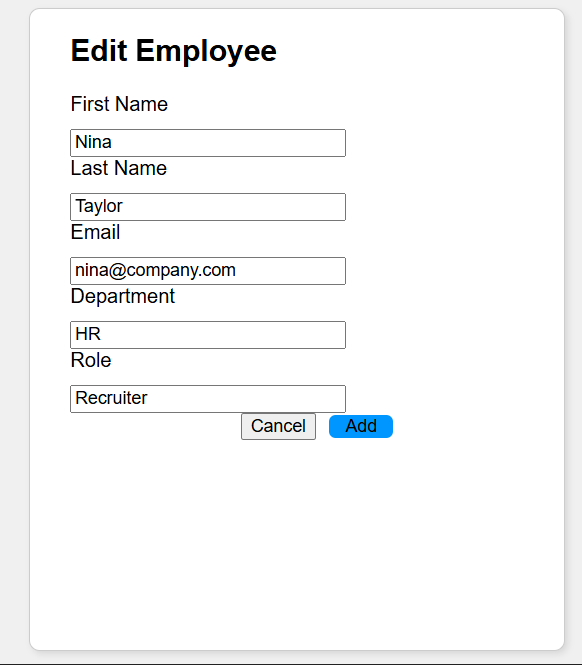 Edit Employee
First Name
Nina
Last Name
Taylor
Email
nina@company.com
Department
HR
Role
Recruiter
Cancel Add